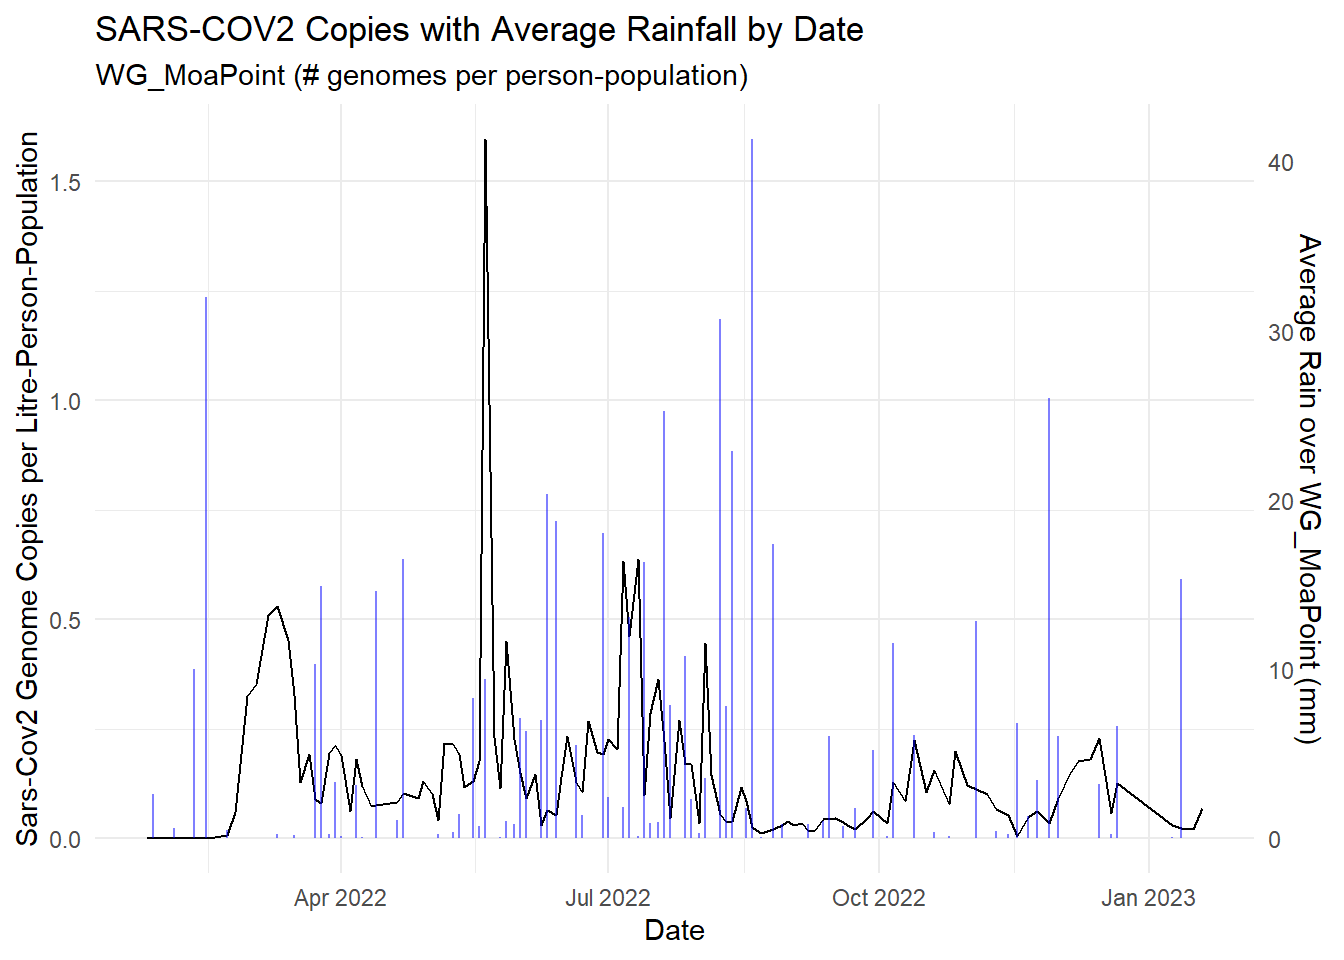 SARS-COV2 Copies with Average Rainfall by Date
WG_MoaPoint (# genomes per person-population)
Sars-Cov2 Genome Copies per Litre-Person-Population
1.5
1.0
0.5
0.0
40
30
20
10
0
Average Rain over WG_MoaPoint (mm)
Apr 2022
Jul 2022
Oct 2022
Jan 2023
Date